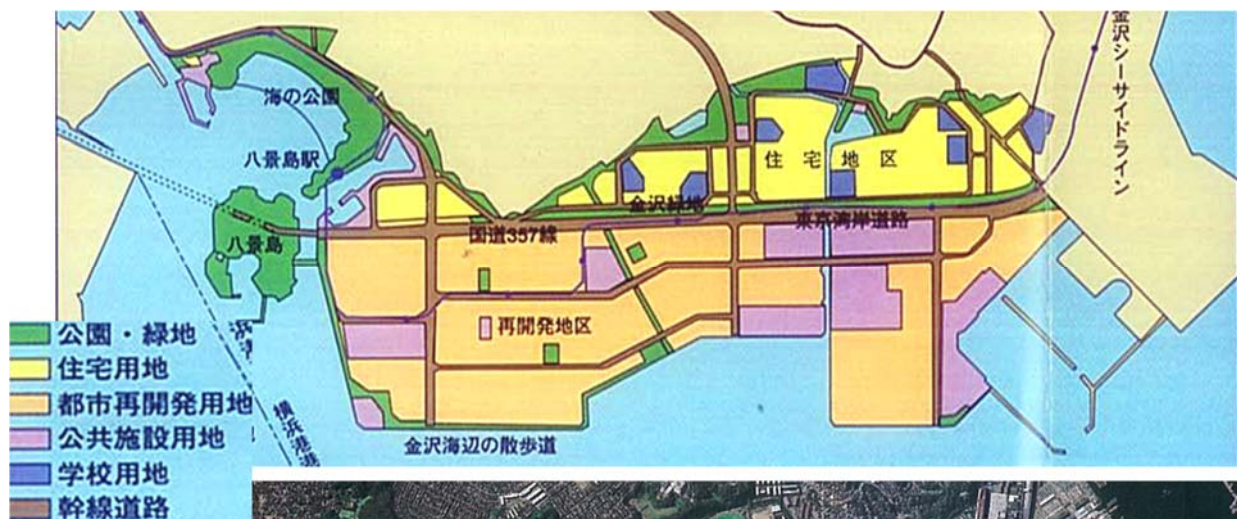 金沢シーサイドライン
海の公園
八景島駅
住宅地区
金沢緑地
東京湾岸道路
国道357線
八景島
再開発地区
金沢海辺の散歩道
横浜港港
公園・緑地
住宅用地
都市再開発用地
公共施設用地
学校用地
幹線道路